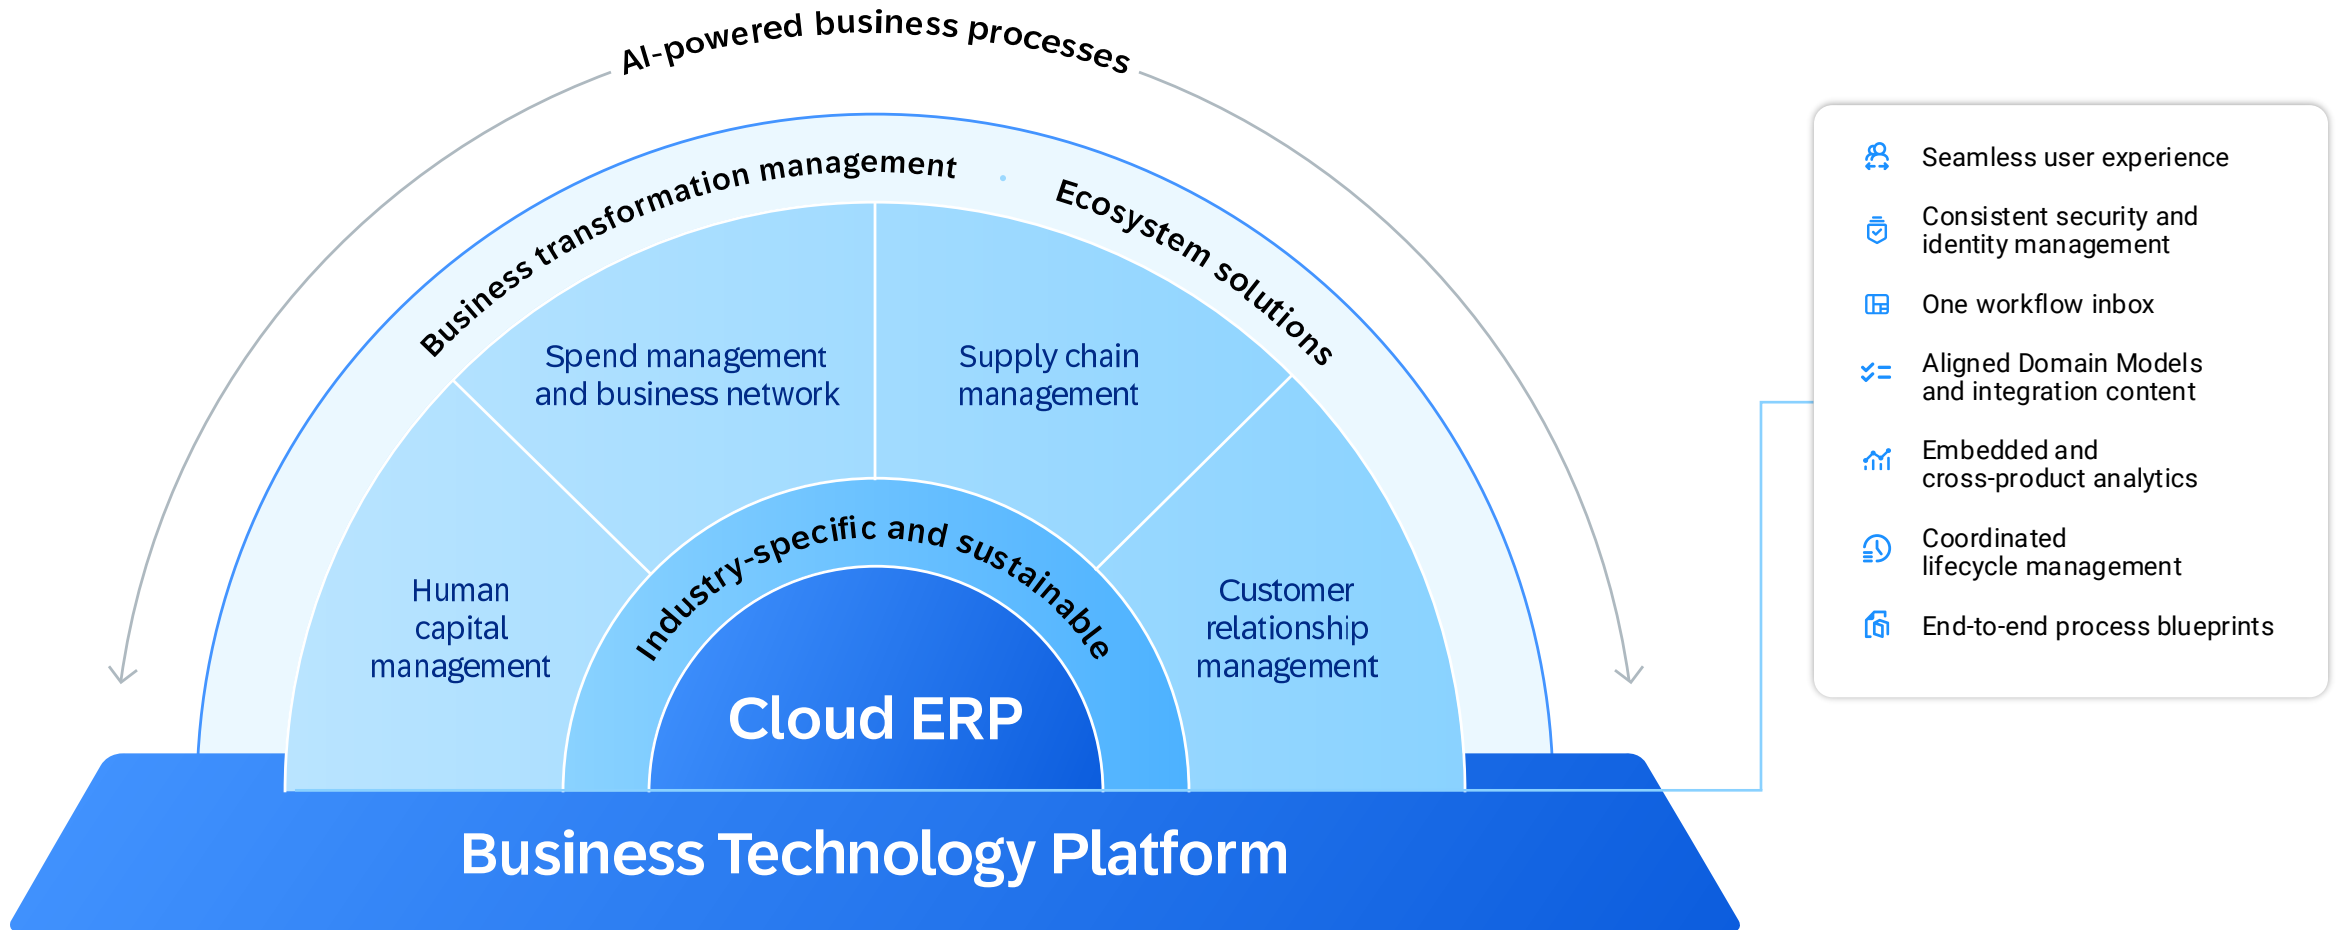 AI-powered business processes
Business transformation management · Ecosystem solutions
Spend management
and business network
Supply chain
management
Human
capital
management
Customer
relationship
management
Industry-specific and sustainable
Cloud ERP
Business Technology Platform
Seamless user experience
Consistent security and
identity management
One workflow inbox
Aligned Domain Models
and integration content
Embedded and
cross-product analytics
Coordinated
lifecycle management
End-to-end process blueprints